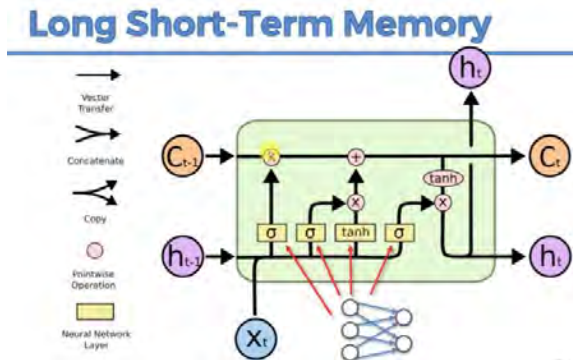 Long Short-Term Memory
Vector
Transfer
Concatenate
Copy
Pointwise
Operation
Neural Network
Layer
hₜ
Cₜ₋₁
x
+
Cₜ
tanh
x
x
σ
σ
tanh
σ
hₜ₋₁
hₜ
Xₜ